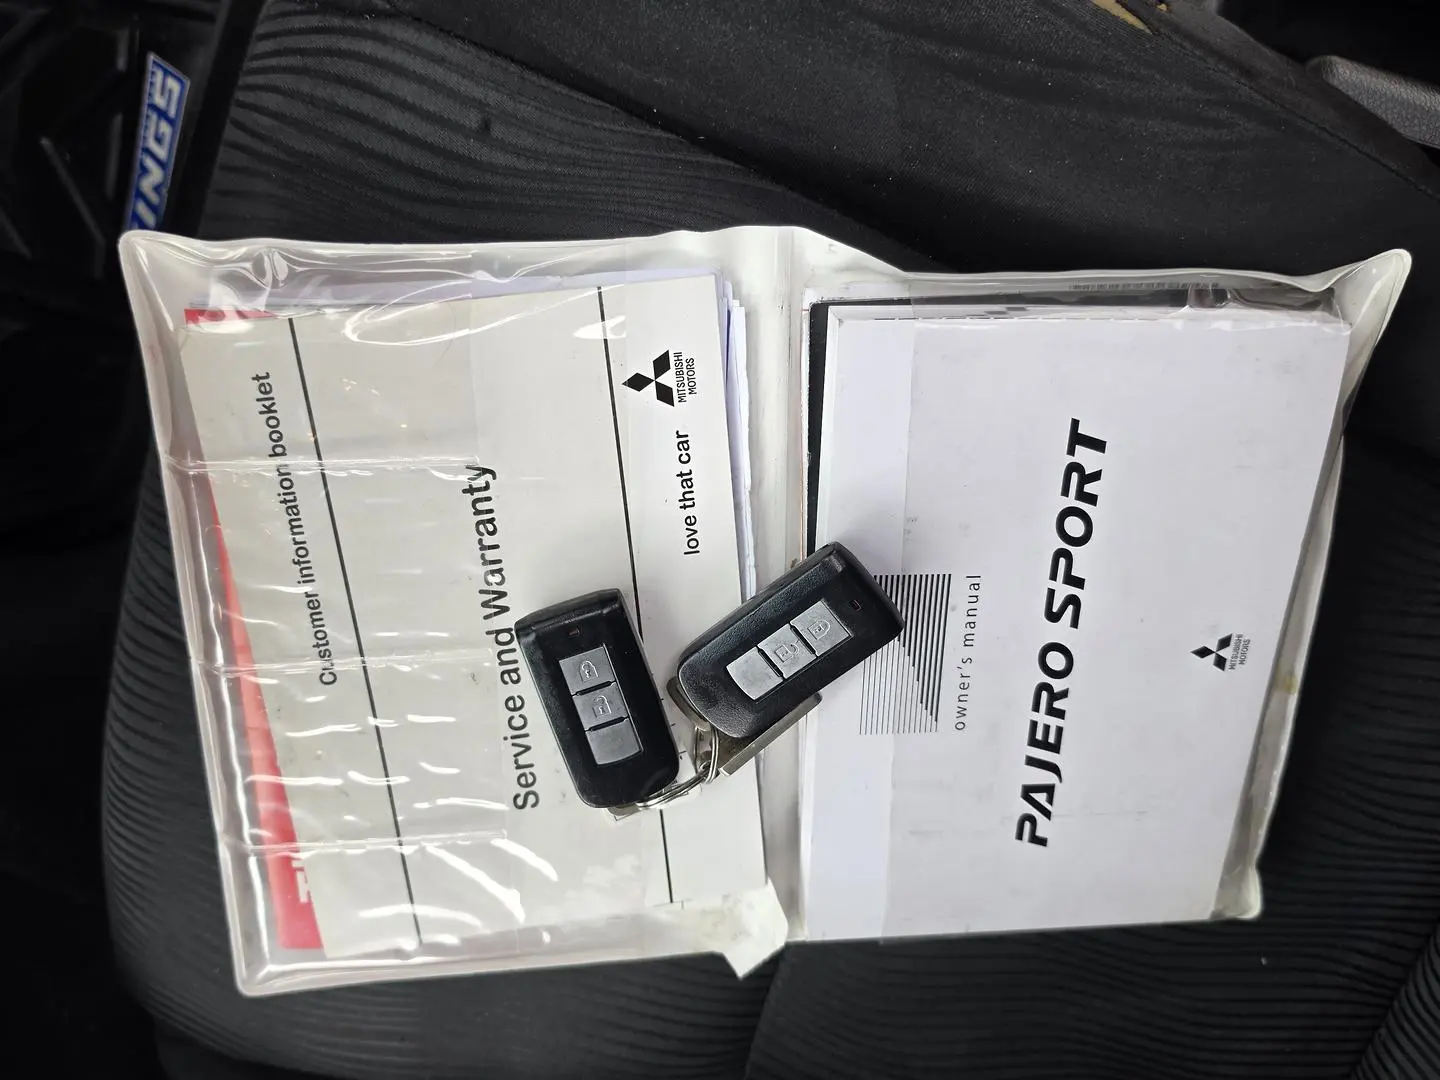 Customer information booklet
Service and Warranty
love that car
MITSUBISHI
MOTORS
owner's manual
PAJERO SPORT
MITSUBISHI
MOTORS